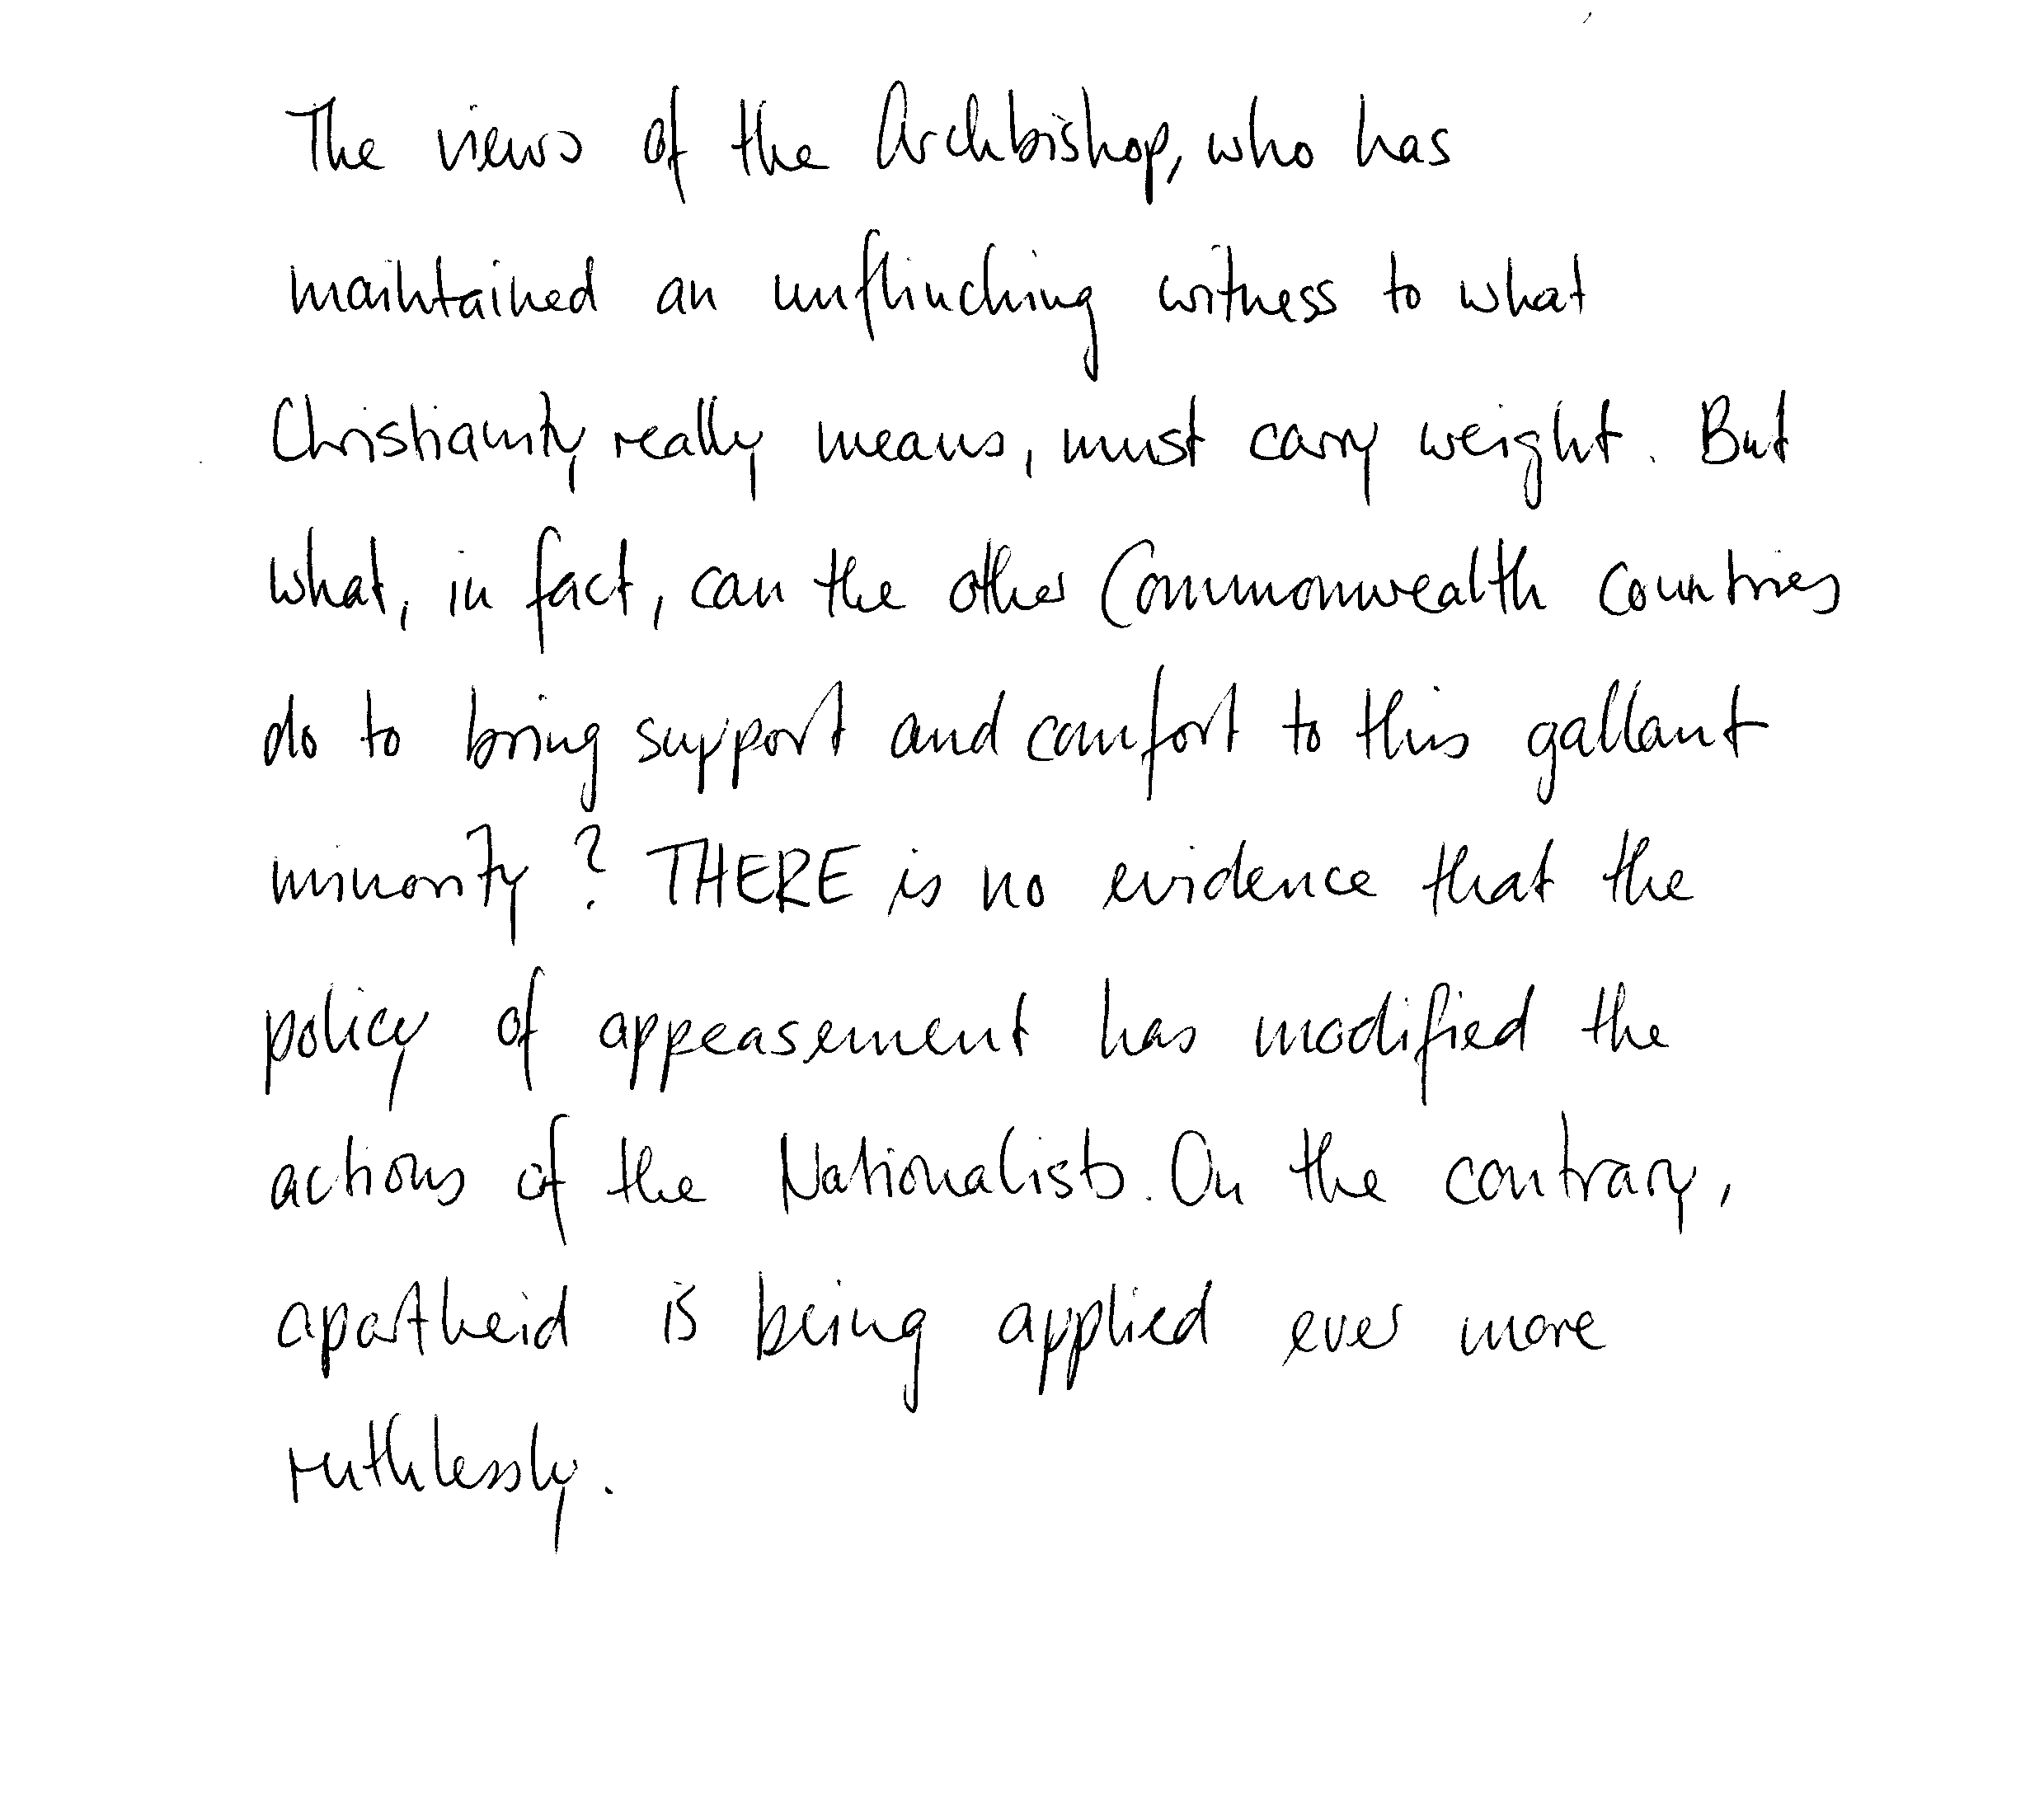 The views of the Archbishop, who has
maintained an unflinching witness to what
Christianity really means, must carry weight. But
what, in fact, can the other Commonwealth countries
do to bring support and comfort to this gallant
minority? THERE is no evidence that the
policy of appeasement has modified the
actions of the Nationalists. On the contrary,
apartheid is being applied ever more
ruthlessly.